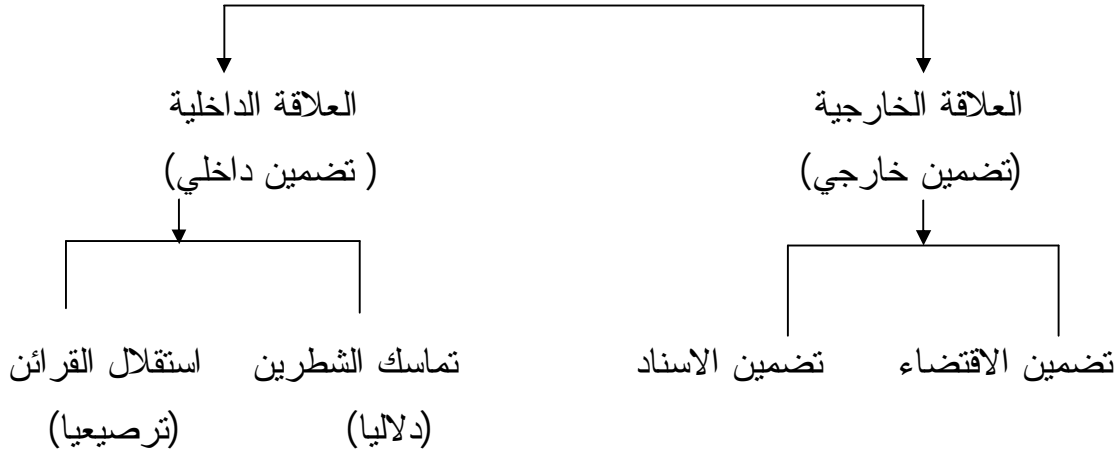 العلاقة الخارجية
(تضمين خارجي)
العلاقة الداخلية
( تضمين داخلي)
تضمين الاقتضاء
تضمين الاسناد
تماسك الشطرين
(دلاليا)
استقلال القرائن
(ترصيعيا)